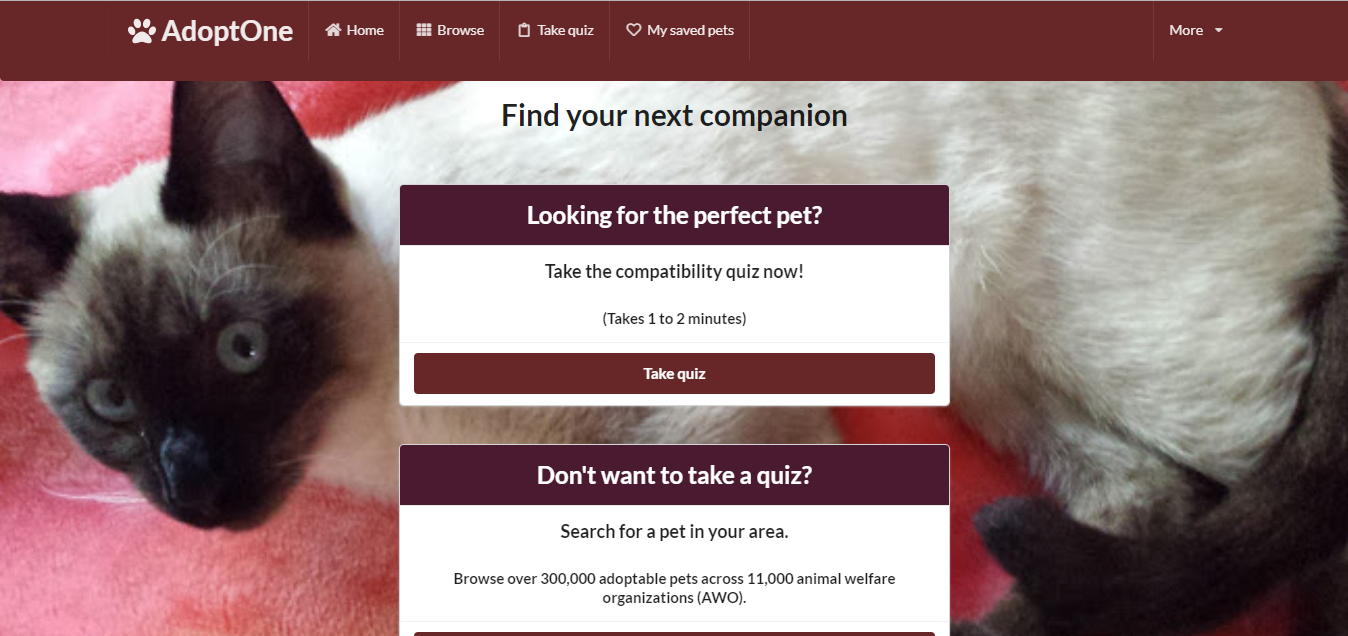 AdoptOne
Home
Browse
Take quiz
My saved pets
More
Find your next companion
Looking for the perfect pet?
Take the compatibility quiz now!
(Takes 1 to 2 minutes)
Take quiz
Don't want to take a quiz?
Search for a pet in your area.
Browse over 300,000 adoptable pets across 11,000 animal welfare
organizations (AWO).